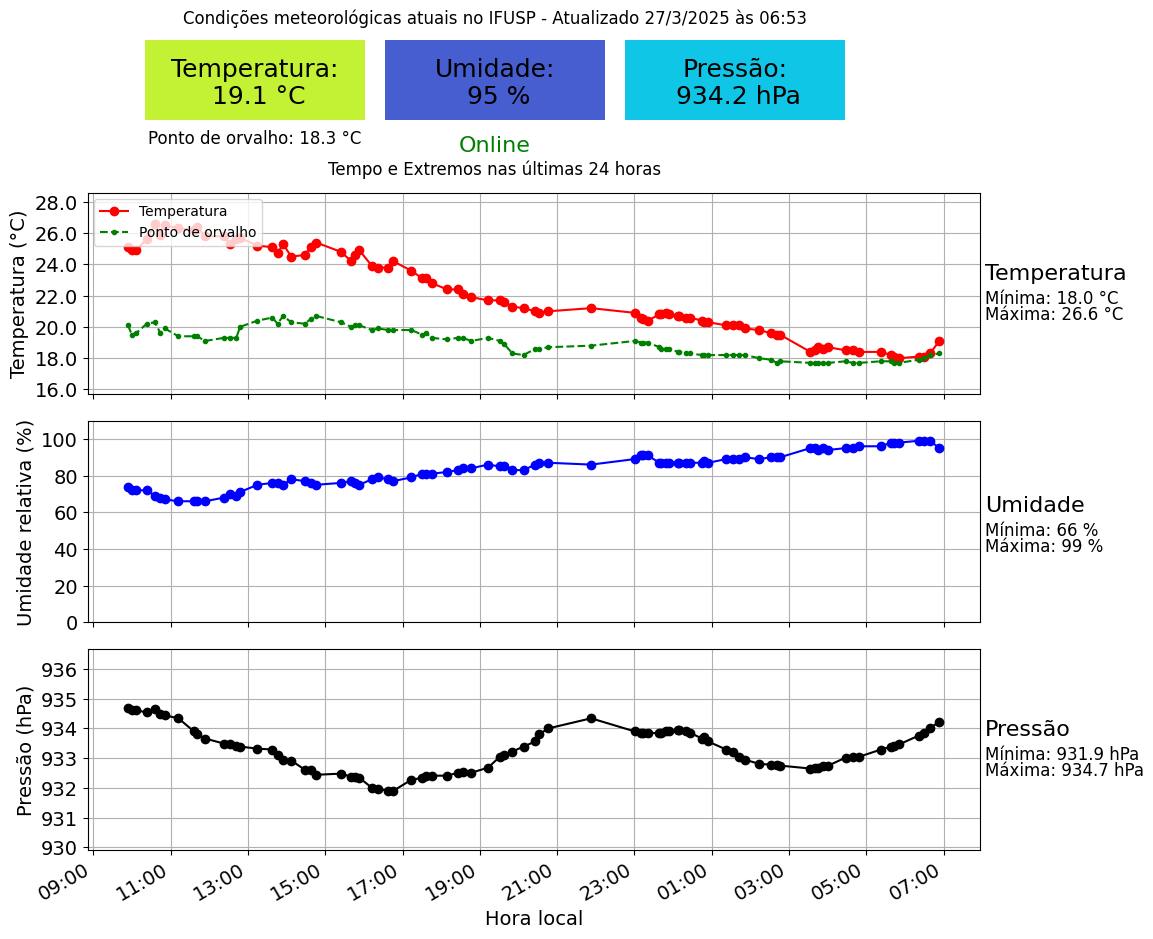 Condições meteorológicas atuais no IFUSP - Atualizado 27/3/2025 às 06:53
Temperatura:
19.1 °C
Umidade:
95 %
Pressão:
934.2 hPa
Ponto de orvalho: 18.3 °C
Online
Tempo e Extremos nas últimas 24 horas
Temperatura (°C)
28.0
26.0
24.0
22.0
20.0
18.0
16.0
Temperatura
Ponto de orvalho
Temperatura
Mínima: 18.0 °C
Máxima: 26.6 °C
Umidade relativa (%)
100
80
60
40
20
0
Umidade
Mínima: 66 %
Máxima: 99 %
Pressão (hPa)
936
935
934
933
932
931
930
Pressão
Mínima: 931.9 hPa
Máxima: 934.7 hPa
09:00
11:00
13:00
15:00
17:00
19:00
21:00
23:00
01:00
03:00
05:00
07:00
Hora local